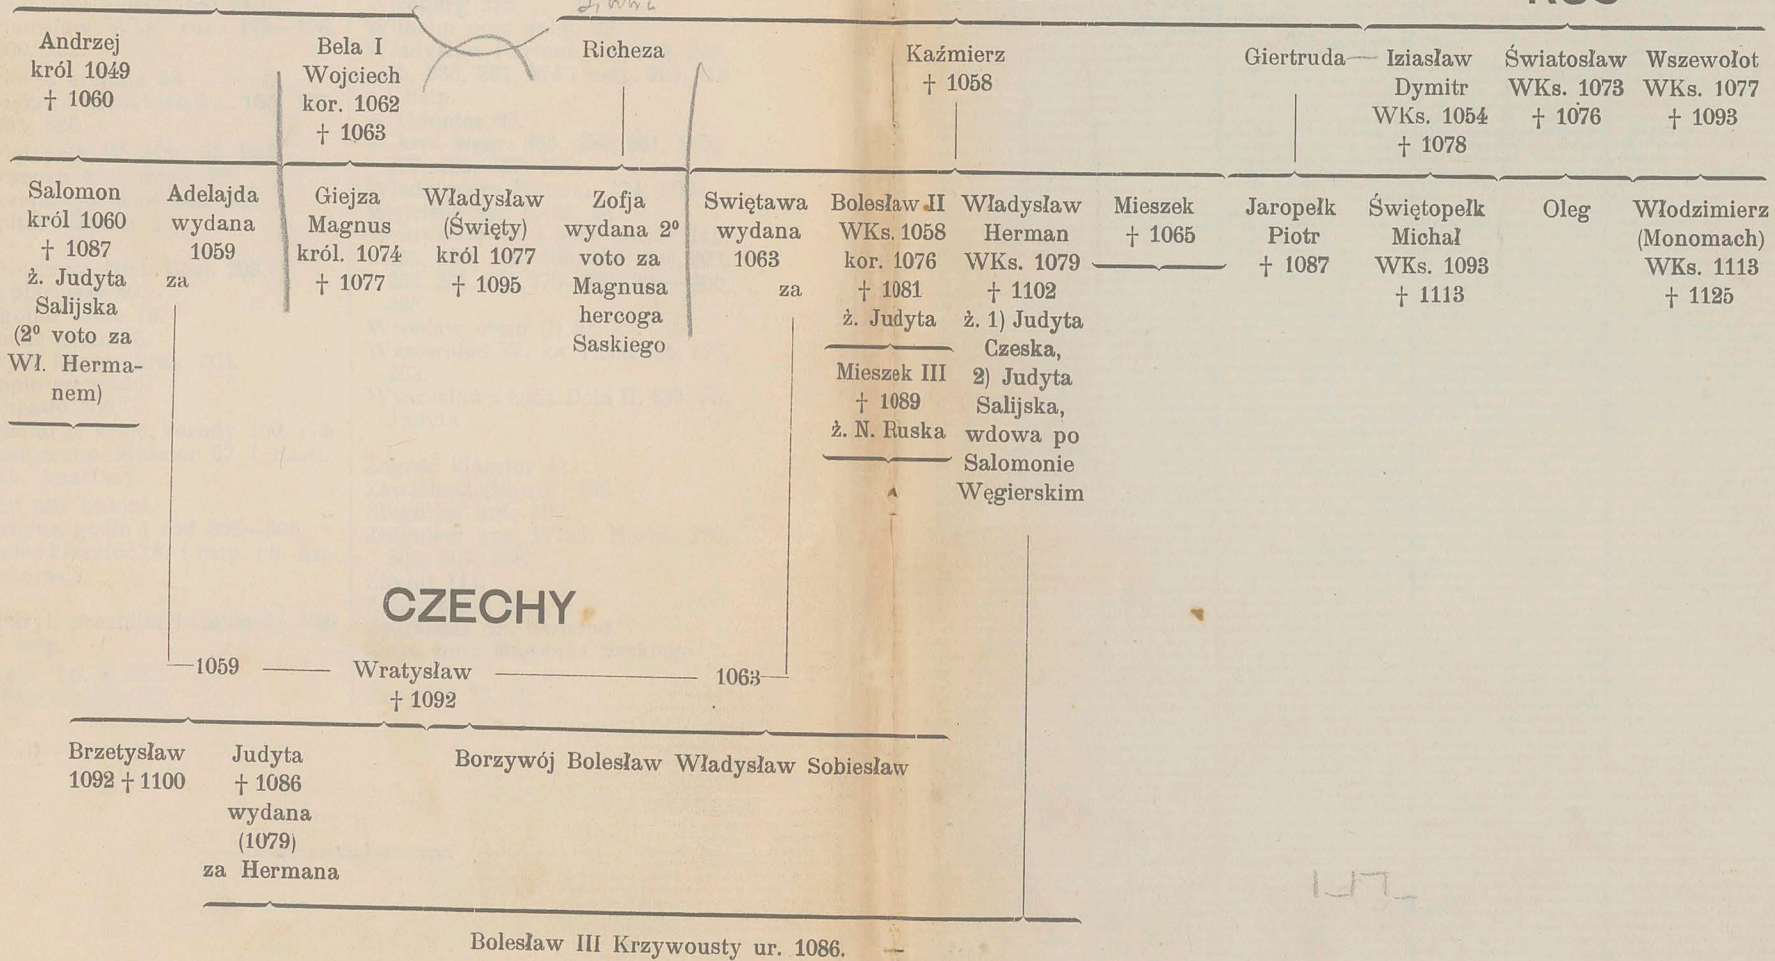 Andrzej
król 1049
† 1060
Bela I
Wojciech
kor. 1062
† 1063
Richeza
Kaźmierz
† 1058
Giertruda — Iziasław
Dymitr
WKs. 1054
† 1078
Światosław
WKs. 1073
† 1076
Wszewołot
WKs. 1077
† 1093
Salomon
król 1060
† 1087
ż. Judyta
Salijska
(2º voto za
Wł. Herma-
nem)
Adelajda
wydana
1059
za
Giejza
Magnus
król. 1074
† 1077
Władysław
(Święty)
król 1077
† 1095
Zofja
wydana 2º
voto za
Magnusa
hercoga
Saskiego
Swiętawa
wydana
1063
za
Bolesław II
WKs. 1058
kor. 1076
† 1081
ż. Judyta
Mieszek III
† 1089
ż. N. Ruska
Władysław
Herman
WKs. 1079
† 1102
ż. 1) Judyta
Czeska,
2) Judyta
Salijska,
wdowa po
Salomonie
Węgierskim
Mieszek
† 1065
Jaropełk
Piotr
† 1087
Świętopełk
Michał
WKs. 1093
† 1113
Oleg
Włodzimierz
(Monomach)
WKs. 1113
† 1125
CZECHY
—1059 —— Wratysław —— 1063—
† 1092
Brzetysław
1092 † 1100
Judyta
† 1086
wydana
(1079)
za Hermana
Borzywój Bolesław Władysław Sobiesław
Bolesław III Krzywousty ur. 1086. —